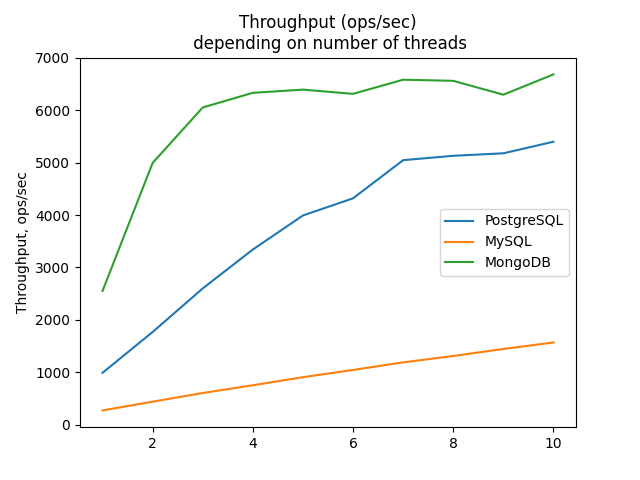 Throughput (ops/sec)
depending on number of threads
7000
6000
5000
4000
3000
2000
1000
0
Throughput, ops/sec
PostgreSQL
MySQL
MongoDB
2 4 6 8 10